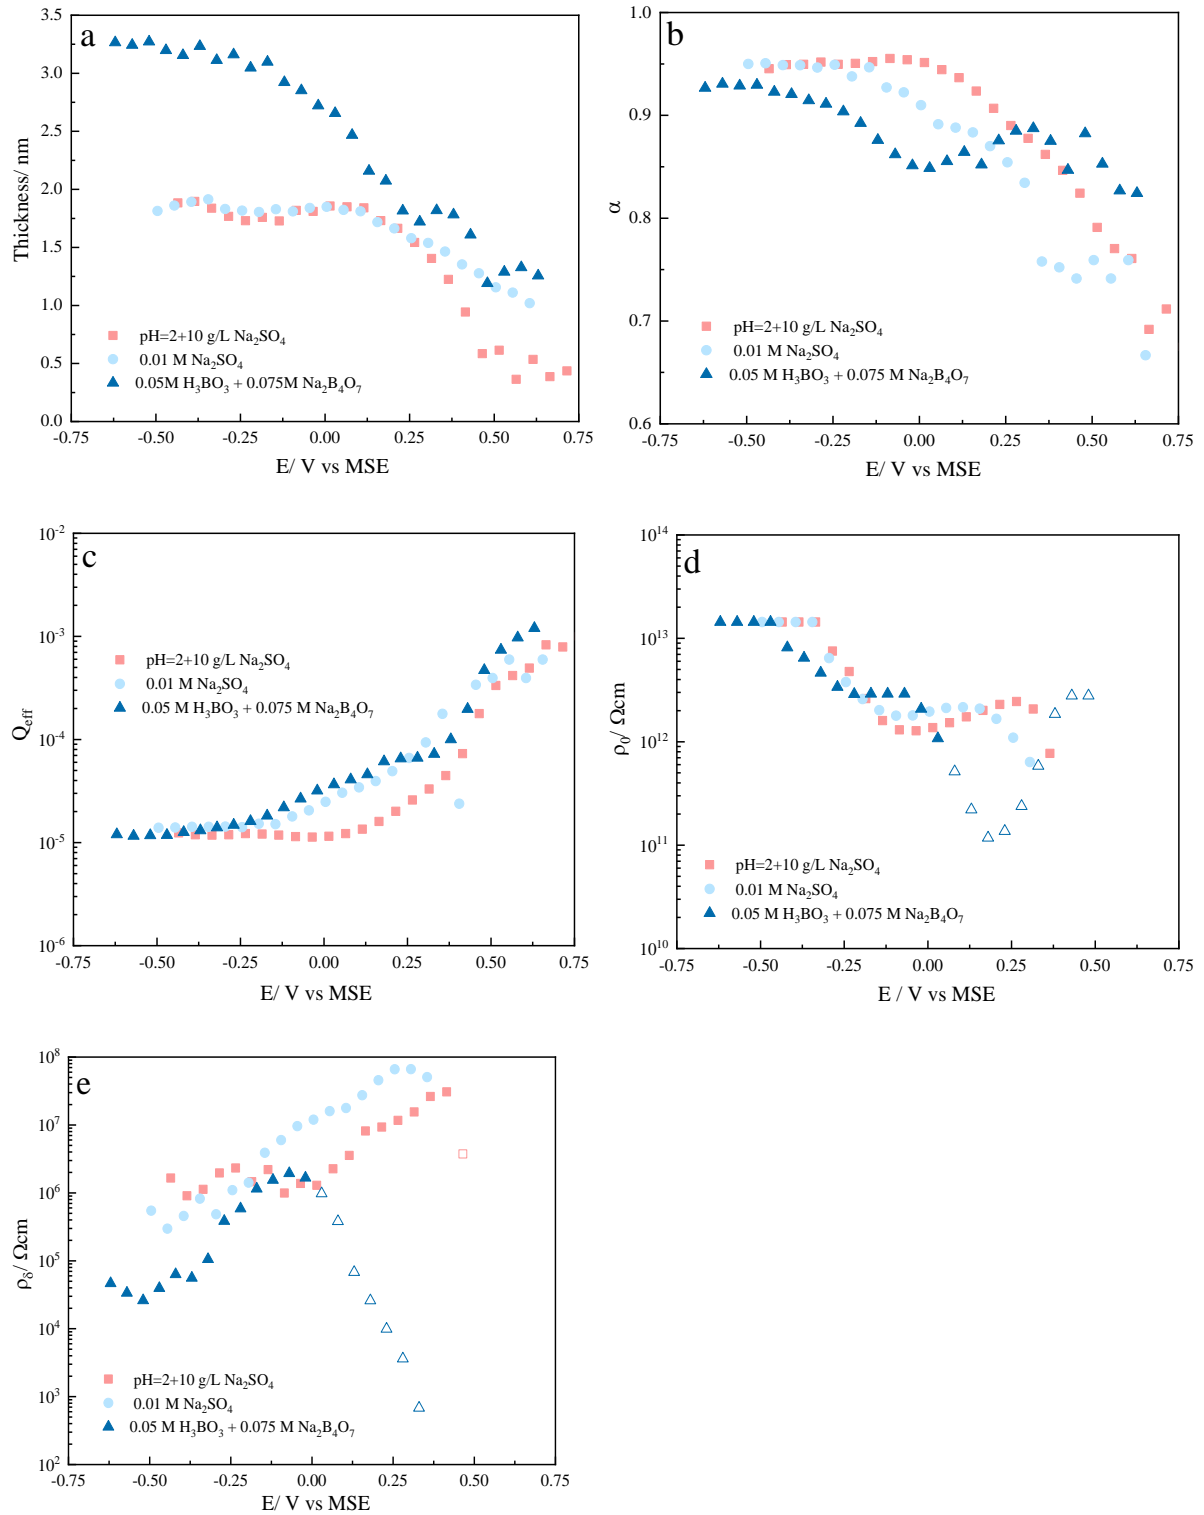 a
3.5
3.0
2.5
2.0
1.5
1.0
0.5
0.0
Thickness/ nm
pH=2+10 g/L Na₂SO₄
0.01 M Na₂SO₄
0.05M H₃BO₃ + 0.075M Na₂B₄O₇
-0.75 -0.50 -0.25 0.00 0.25 0.50 0.75
E/ V vs MSE
b
1.0
0.9
0.8
0.7
0.6
α
pH=2+10 g/L Na₂SO₄
0.01 M Na₂SO₄
0.05 M H₃BO₃ + 0.075 M Na₂B₄O₇
-0.75 -0.50 -0.25 0.00 0.25 0.50 0.75
E/ V vs MSE
c
10⁻²
10⁻³
10⁻⁴
10⁻⁵
10⁻⁶
Q_eff
pH=2+10 g/L Na₂SO₄
0.01 M Na₂SO₄
0.05 M H₃BO₃ + 0.075 M Na₂B₄O₇
-0.75 -0.50 -0.25 0.00 0.25 0.50 0.75
E/ V vs MSE
d
10¹⁴
10¹³
10¹²
10¹¹
10¹⁰
ρ₀/ Ωcm
pH=2+10 g/L Na₂SO₄
0.01 M Na₂SO₄
0.05 M H₃BO₃ + 0.075 M Na₂B₄O₇
-0.75 -0.50 -0.25 0.00 0.25 0.50 0.75
E / V vs MSE
e
10⁸
10⁷
10⁶
10⁵
10⁴
10³
10²
ρ_δ/ Ωcm
pH=2+10 g/L Na₂SO₄
0.01 M Na₂SO₄
0.05 M H₃BO₃ + 0.075 M Na₂B₄O₇
-0.75 -0.50 -0.25 0.00 0.25 0.50 0.75
E/ V vs MSE